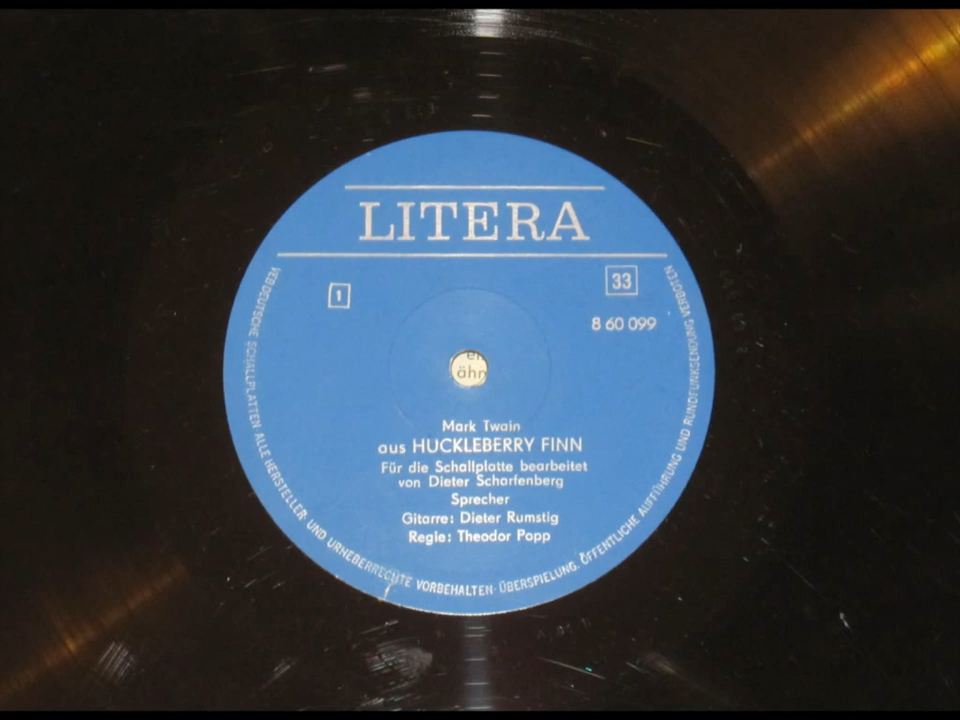 LITERA
1
33
8 60 099
er
ähn
Mark Twain
aus HUCKLEBERRY FINN
Für die Schallplatte bearbeitet
von Dieter Scharfenberg
Sprecher
Gitarre: Dieter Rumstig
Regie: Theodor Popp
VEB DEUTSCHE SCHALLPLATTEN ALLE HERSTELLER- UND URHEBERRECHTE VORBEHALTEN · ÜBERSPIELUNG, ÖFFENTLICHE AUFFÜHRUNG UND RUNDFUNKSENDUNG VERBOTEN